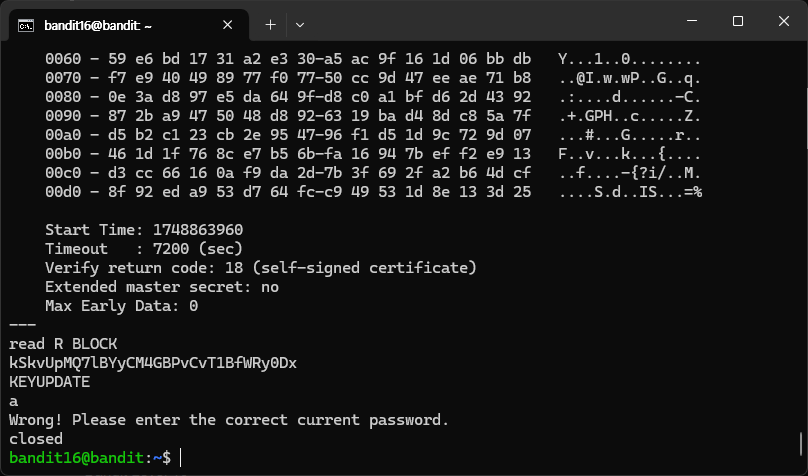 bandit16@bandit: ~
0060 - 59 e6 bd 17 31 a2 e3 30-a5 ac 9f 16 1d 06 bb db   Y...1..0........
0070 - f7 e9 40 49 89 77 f0 77-50 cc 9d 47 ee ae 71 b8   ..@I.w.wP..G..q.
0080 - 0e 3a d8 97 e5 da 64 9f-d8 c0 a1 bf d6 2d 43 92   .:....d......-C.
0090 - 87 2b a9 47 50 48 d8 92-63 19 ba d4 8d c8 5a 7f   .+.GPH..c.....Z.
00a0 - d5 b2 c1 23 cb 2e 95 47-96 f1 d5 1d 9c 72 9d 07   ...#...G.....r..
00b0 - 46 1d 1f 76 8c e7 b5 6b-fa 16 94 7b ef f2 e9 13   F..v...k...{....
00c0 - d3 cc 66 16 0a f9 da 2d-7b 3f 69 2f a2 b6 4d cf   ..f....-{?i/..M.
00d0 - 8f 92 ed a9 53 d7 64 fc-c9 49 53 1d 8e 13 3d 25   ....S.d..IS...=%
Start Time: 1748863960
Timeout   : 7200 (sec)
Verify return code: 18 (self-signed certificate)
Extended master secret: no
Max Early Data: 0
---
read R BLOCK
kSkvUpMQ7lBYyCM4GBPvCvT1BfWRy0Dx
KEYUPDATE
a
Wrong! Please enter the correct current password.
closed
bandit16@bandit:~$